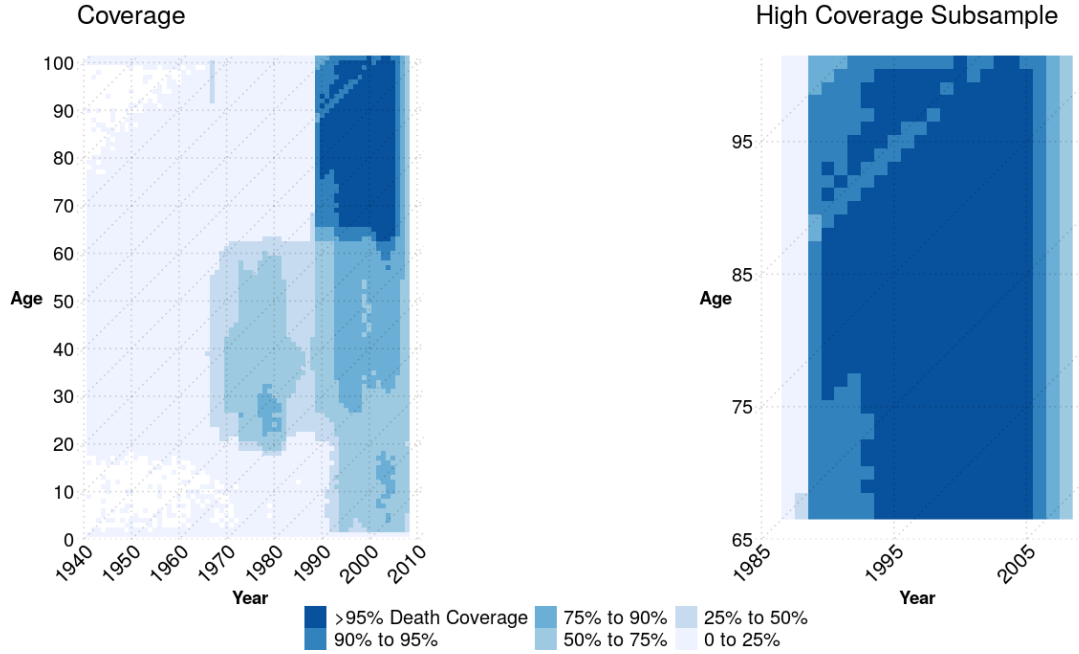 Coverage
High Coverage Subsample
100
90
80
70
60
50
40
30
20
10
0
Age
1940
1950
1960
1970
1980
1990
2000
2010
Year
95
85
75
65
Age
1985
1995
2005
Year
>95% Death Coverage
90% to 95%
75% to 90%
50% to 75%
25% to 50%
0 to 25%